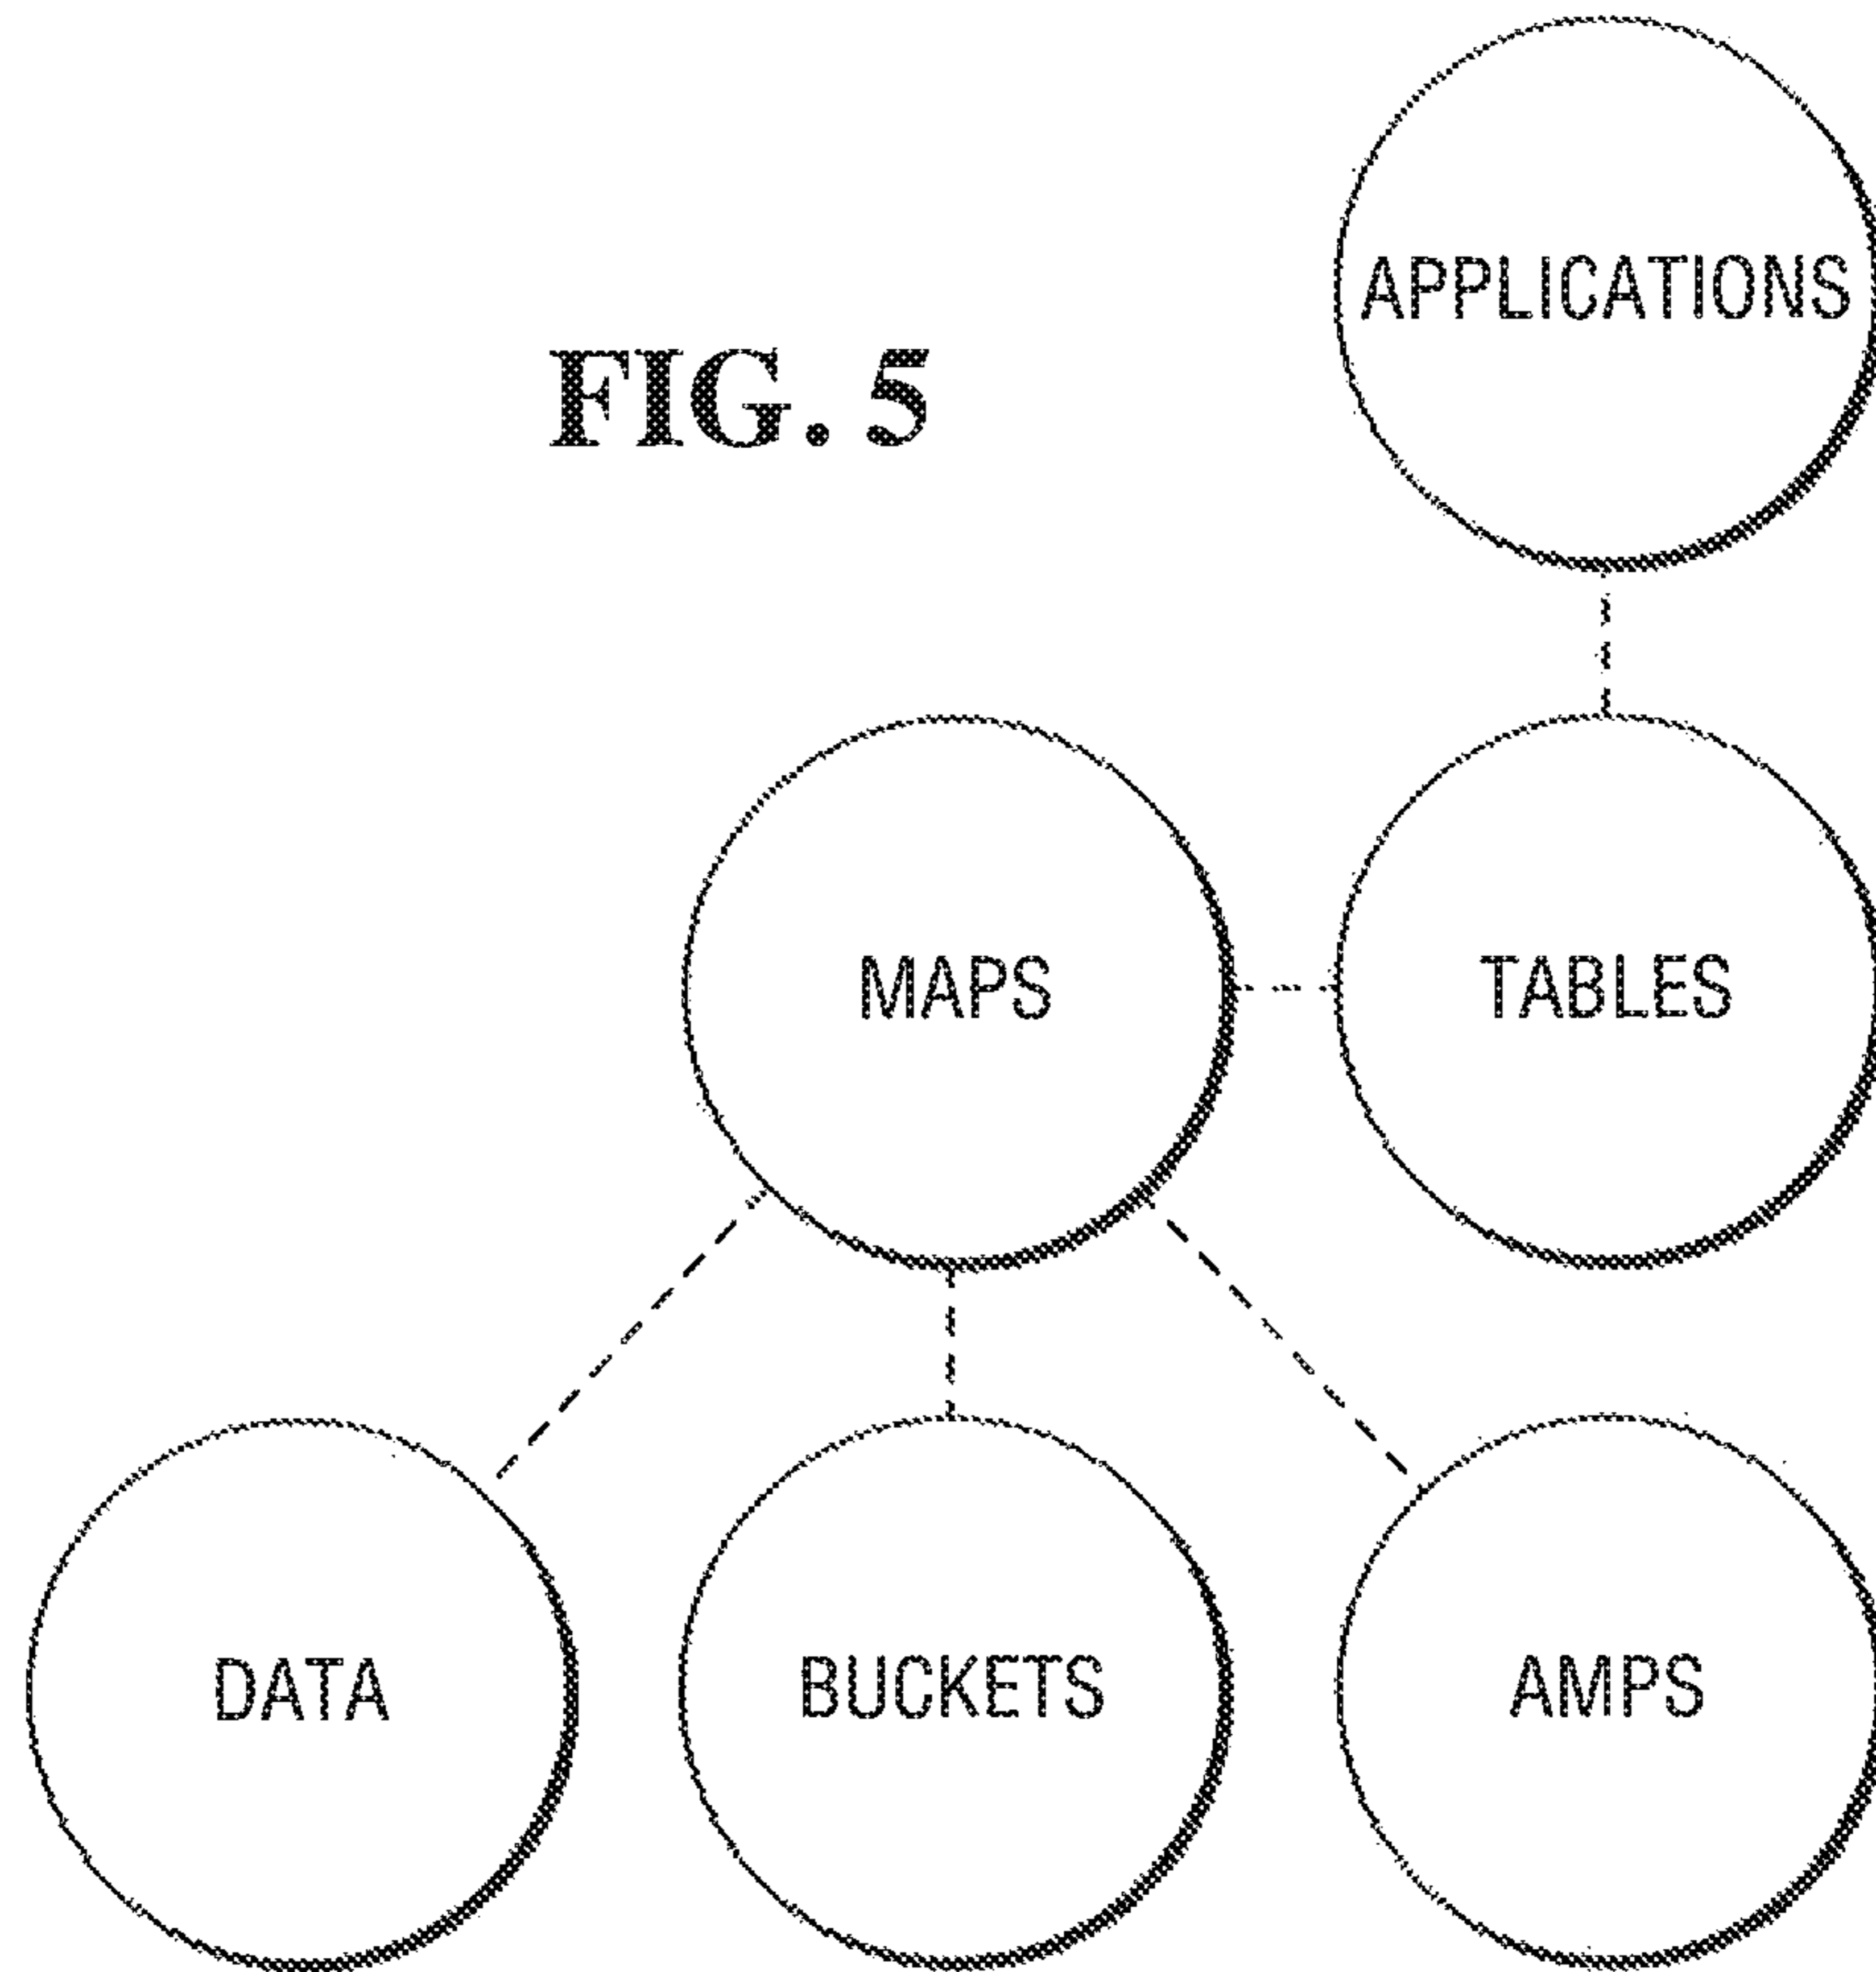 APPLICATIONS
FIG. 5
MAPS
TABLES
DATA
BUCKETS
AMPS